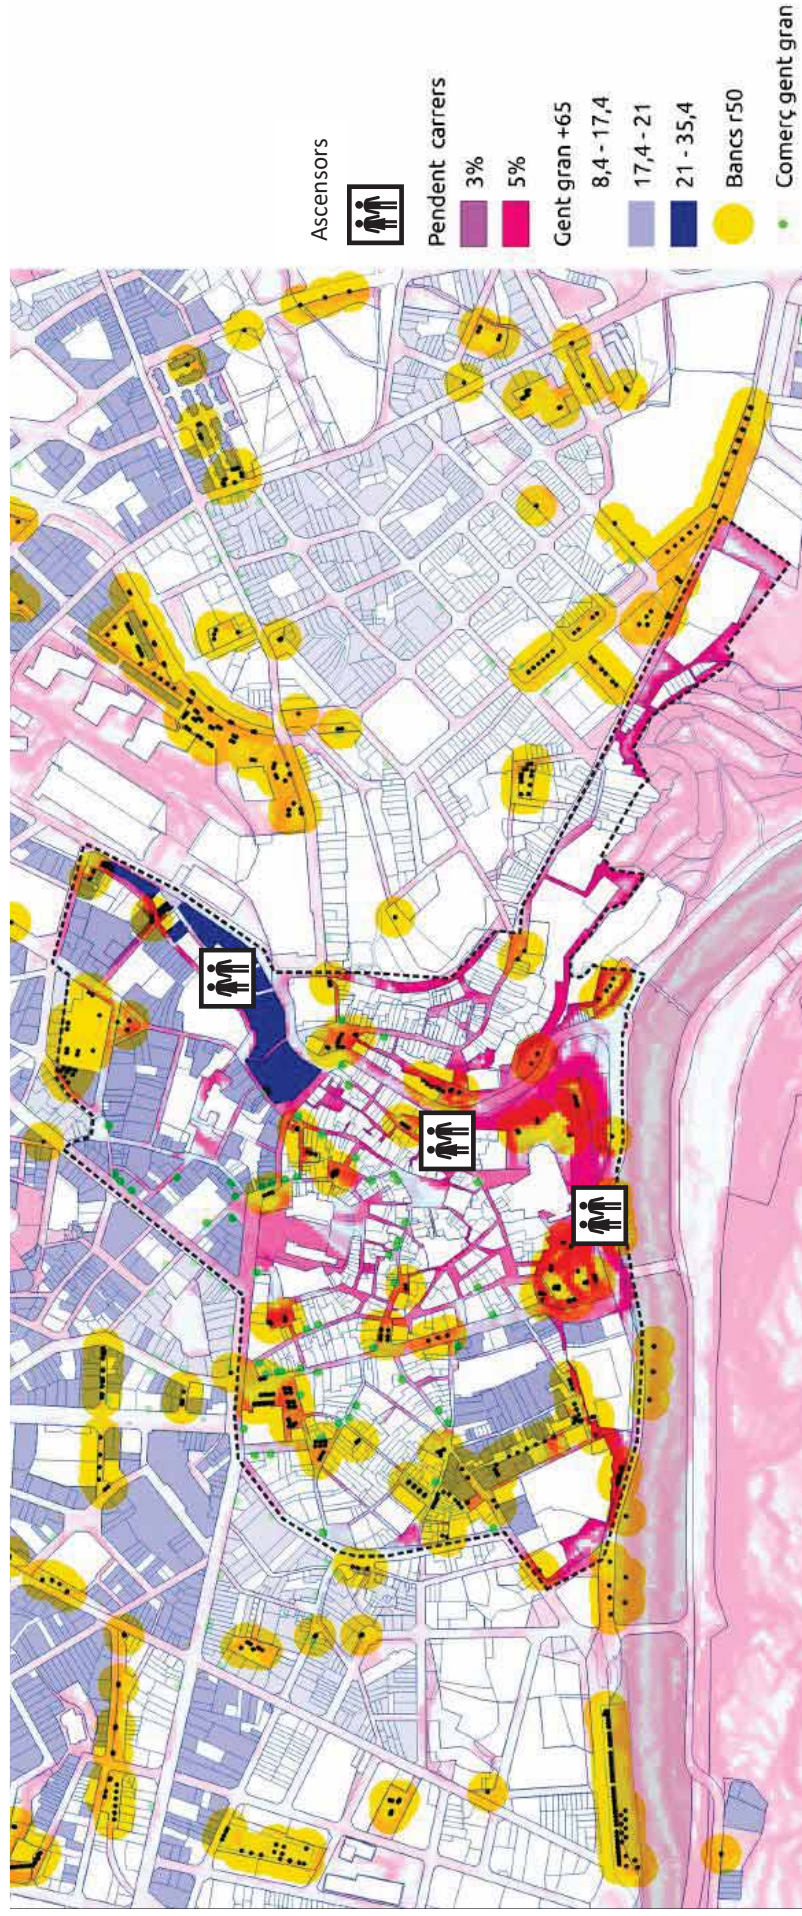 Ascensors
Pendent carrers
3%
5%
Gent gran +65
8,4 - 17,4
17,4 - 21
21 - 35,4
Bancs r50
Comerç gent gran